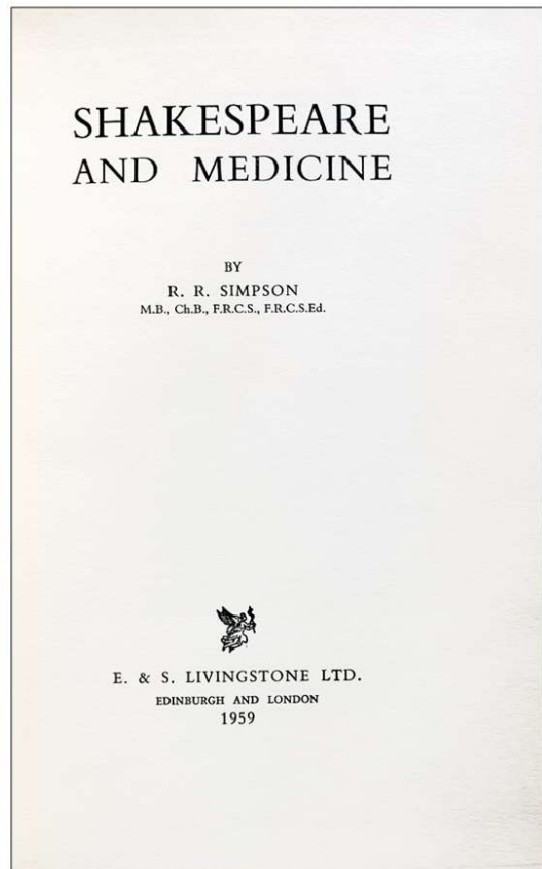 SHAKESPEARE
AND MEDICINE
BY
R. R. SIMPSON
M.B., Ch.B., F.R.C.S., F.R.C.S.Ed.
E. & S. LIVINGSTONE LTD.
EDINBURGH AND LONDON
1959